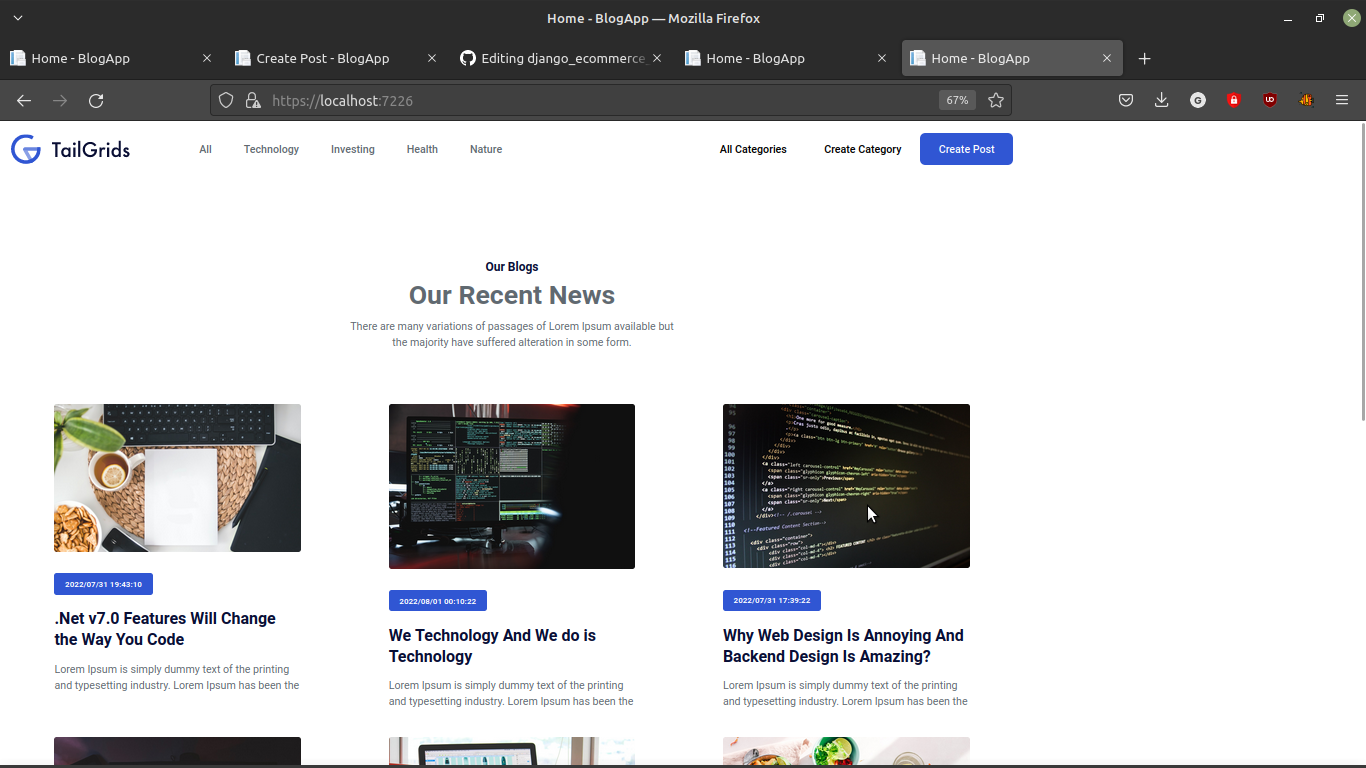 Home - BlogApp — Mozilla Firefox
Home - BlogApp
Create Post - BlogApp
Editing django_ecommerce_
Home - BlogApp
Home - BlogApp
https://localhost:7226
67%
G
UD
TailGrids
All
Technology
Investing
Health
Nature
All Categories
Create Category
Create Post
Our Blogs
Our Recent News
There are many variations of passages of Lorem Ipsum available but
the majority have suffered alteration in some form.
2022/07/31 19:43:10
.Net v7.0 Features Will Change
the Way You Code
Lorem Ipsum is simply dummy text of the printing
and typesetting industry. Lorem Ipsum has been the
2022/08/01 00:10:22
We Technology And We do is
Technology
Lorem Ipsum is simply dummy text of the printing
and typesetting industry. Lorem Ipsum has been the
2022/07/31 17:39:22
Why Web Design Is Annoying And
Backend Design Is Amazing?
Lorem Ipsum is simply dummy text of the printing
and typesetting industry. Lorem Ipsum has been the